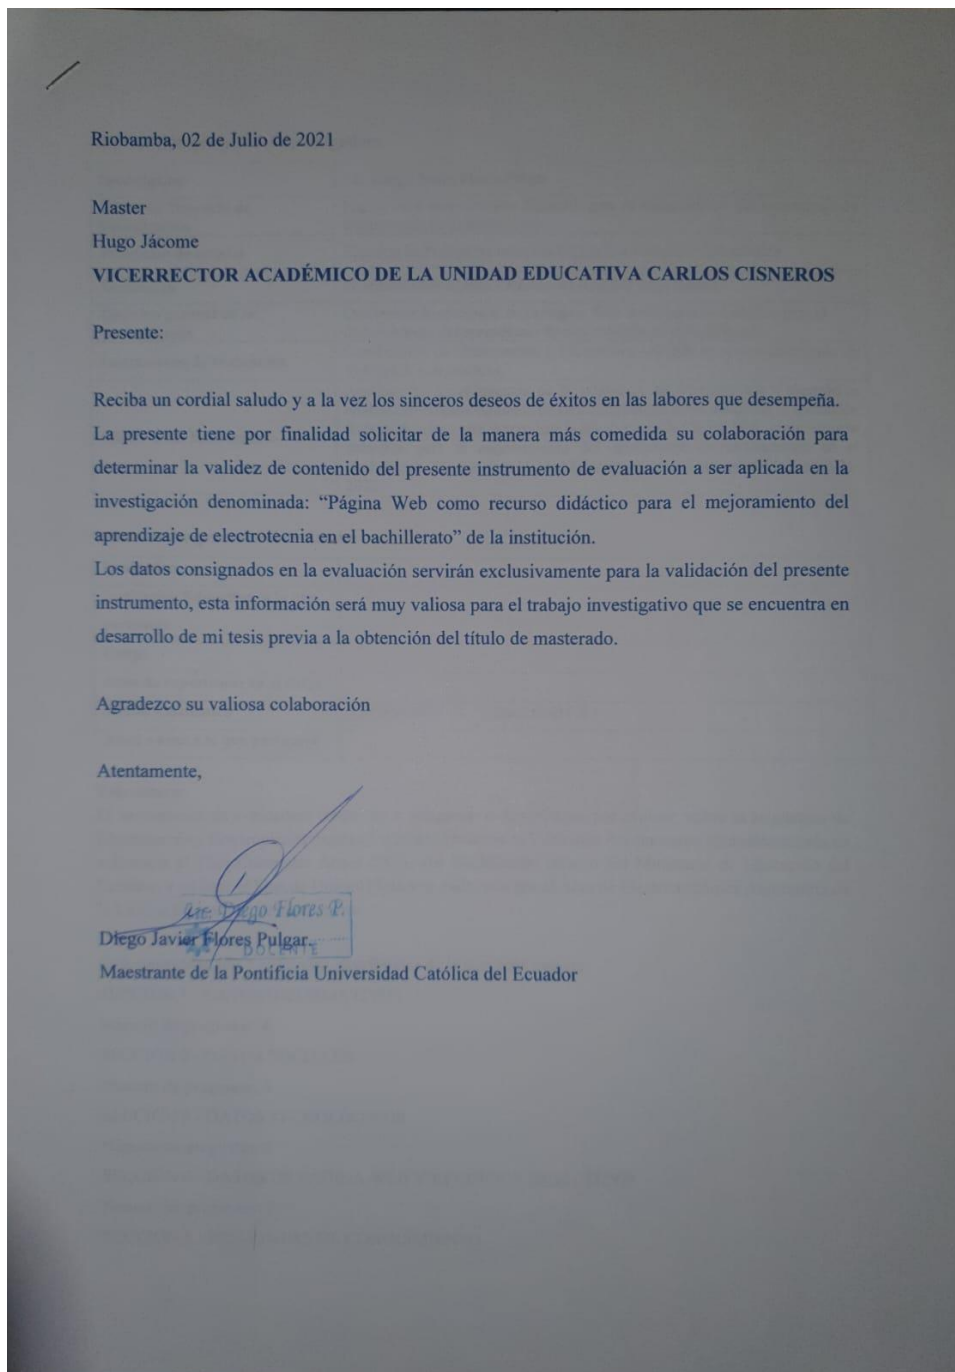 Riobamba, 02 de Julio de 2021
Master
Hugo Jácome
VICERRECTOR ACADÉMICO DE LA UNIDAD EDUCATIVA CARLOS CISNEROS
Presente:
Reciba un cordial saludo y a la vez los sinceros deseos de éxitos en las labores que desempeña.
La presente tiene por finalidad solicitar de la manera más comedida su colaboración para
determinar la validez de contenido del presente instrumento de evaluación a ser aplicada en la
investigación denominada: “Página Web como recurso didáctico para el mejoramiento del
aprendizaje de electrotecnia en el bachillerato” de la institución.
Los datos consignados en la evaluación servirán exclusivamente para la validación del presente
instrumento, esta información será muy valiosa para el trabajo investigativo que se encuentra en
desarrollo de mi tesis previa a la obtención del título de masterado.
Agradezco su valiosa colaboración
Atentamente,
Lic. Diego Flores P.
DOCENTE
Diego Javier Flores Pulgar
Maestrante de la Pontificia Universidad Católica del Ecuador